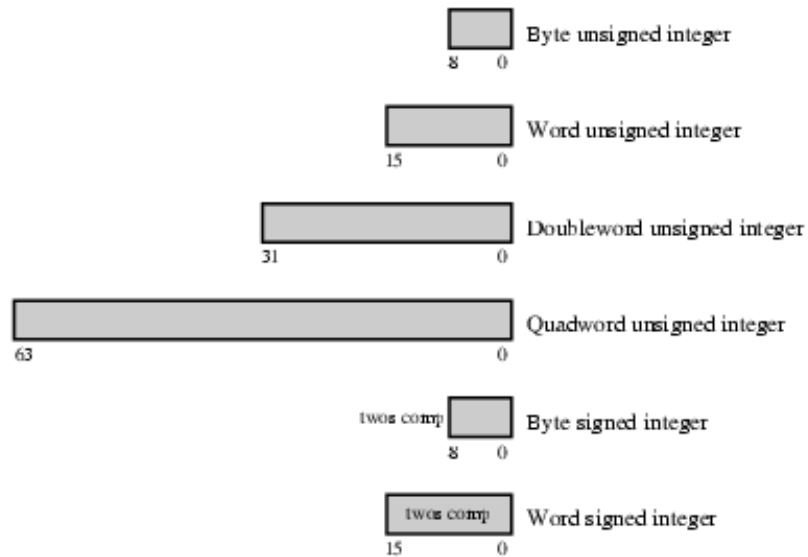 Byte unsigned integer
8 0
Word unsigned integer
15 0
Doubleword unsigned integer
31 0
Quadword unsigned integer
63 0
twos comp Byte signed integer
8 0
twos comp Word signed integer
15 0